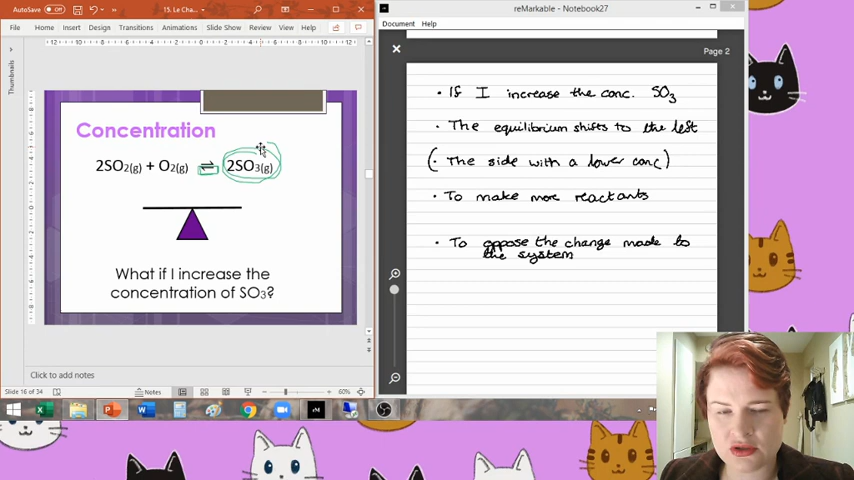 AutoSave Off 15. Le Cha...
reMarkable - Notebook27
File Home Insert Design Transitions Animations Slide Show Review View Help
Document Help
Page 2
Thumbnails
Concentration
2SO2(g) + O2(g) ⇌ 2SO3(g)
What if I increase the
concentration of SO3?
• If I increase the conc. SO3
• The equilibrium shifts to the left
(• The side with a lower conc)
• To make more reactants
• To oppose the change made to
the system
Click to add notes
Slide 16 of 34 Notes 60%